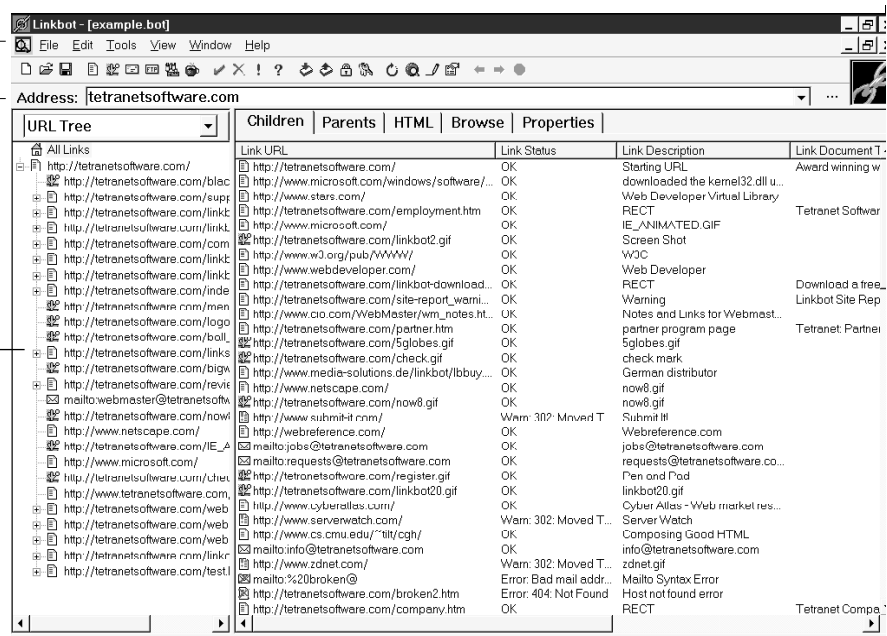 Linkbot - [example.bot]
File Edit Tools View Window Help
Address: tetranetsoftware.com
URL Tree
All Links
http://tetranetsoftware.com/
http://tetranetsoftware.com/blac
http://tetranetsoftware.com/supp
http://tetranetsoftware.com/linkb
http://tetranetsoftware.com/linkb
http://tetranetsoftware.com/com
http://tetranetsoftware.com/linkb
http://tetranetsoftware.com/linkb
http://tetranetsoftware.com/inde
http://tetranetsoftware.com/men
http://tetranetsoftware.com/logo
http://tetranetsoftware.com/ball_
http://tetranetsoftware.com/links
http://tetranetsoftware.com/bigw
http://tetranetsoftware.com/revie
mailto:webmaster@tetranetsoftw
http://tetranetsoftware.com/now8
http://www.netscape.com/
http://tetranetsoftware.com/IE_A
http://www.microsoft.com/
http://tetranetsoftware.com/chec
http://www.tetranetsoftware.com,
http://tetranetsoftware.com/web
http://tetranetsoftware.com/web
http://tetranetsoftware.com/web
http://tetranetsoftware.com/linkc
http://tetranetsoftware.com/test.l
Children Parents HTML Browse Properties
Link URL Link Status Link Description Link Document T
http://tetranetsoftware.com/ OK Starting URL Award winning w
http://www.microsoft.com/windows/software/... OK downloaded the kernel32.dll u...
http://www.stars.com/ OK Web Developer Virtual Library
http://tetranetsoftware.com/employment.htm OK RECT Tetranet Softwar
http://www.microsoft.com/ OK IE_ANIMATED.GIF
http://tetranetsoftware.com/linkbot2.gif OK Screen Shot
http://www.w3.org/pub/WWW/ OK W3C
http://www.webdeveloper.com/ OK Web Developer
http://tetranetsoftware.com/linkbot-download... OK RECT Download a free_
http://tetranetsoftware.com/site-report_warni... OK Warning Linkbot Site Rep
http://www.cio.com/WebMaster/wm_notes.ht... OK Notes and Links for Webmast...
http://tetranetsoftware.com/partner.htm OK partner program page Tetranet: Partner
http://tetranetsoftware.com/5globes.gif OK 5globes.gif
http://tetranetsoftware.com/check.gif OK check mark
http://www.media-solutions.de/linkbot/lbbuy.... OK German distributor
http://www.netscape.com/ OK now8.gif
http://tetranetsoftware.com/now8.gif OK now8.gif
http://www.submit-it.com/ Warn: 302: Moved T... Submit It!
http://webreference.com/ OK Webreference.com
mailto:jobs@tetranetsoftware.com OK jobs@tetranetsoftware.com
mailto:requests@tetranetsoftware.com OK requests@tetranetsoftware.co...
http://tetranetsoftware.com/register.gif OK Pen and Pad
http://tetranetsoftware.com/linkbot20.gif OK linkbot20.gif
http://www.cyberatlas.com/ OK Cyber Atlas - Web market res...
http://www.serverwatch.com/ Warn: 302: Moved T... Server Watch
http://www.cs.cmu.edu/~tilt/cgh/ OK Composing Good HTML
mailto:info@tetranetsoftware.com OK info@tetranetsoftware.com
http://www.zdnet.com/ Warn: 302: Moved T... zdnet.gif
mailto:%20broken@ Error: Bad mail addr... Mailto Syntax Error
http://tetranetsoftware.com/broken2.htm Error: 404: Not Found Host not found error
http://tetranetsoftware.com/company.htm OK RECT Tetranet Compa